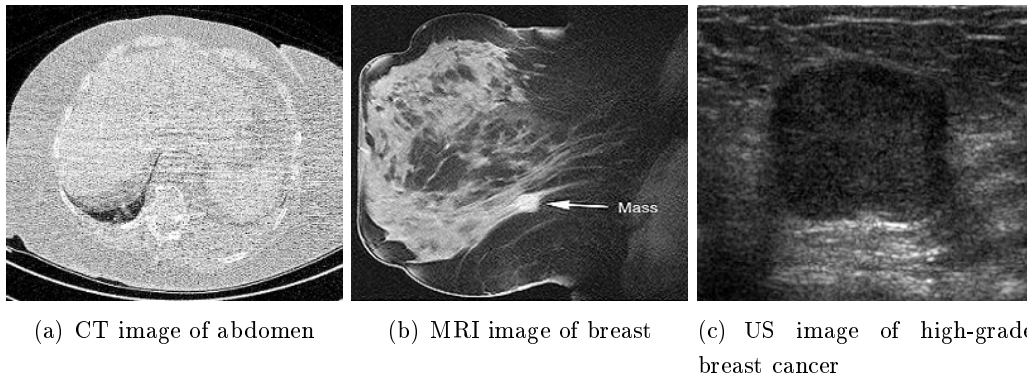 Mass
(a) CT image of abdomen
(b) MRI image of breast
(c) US image of high-grade
breast cancer